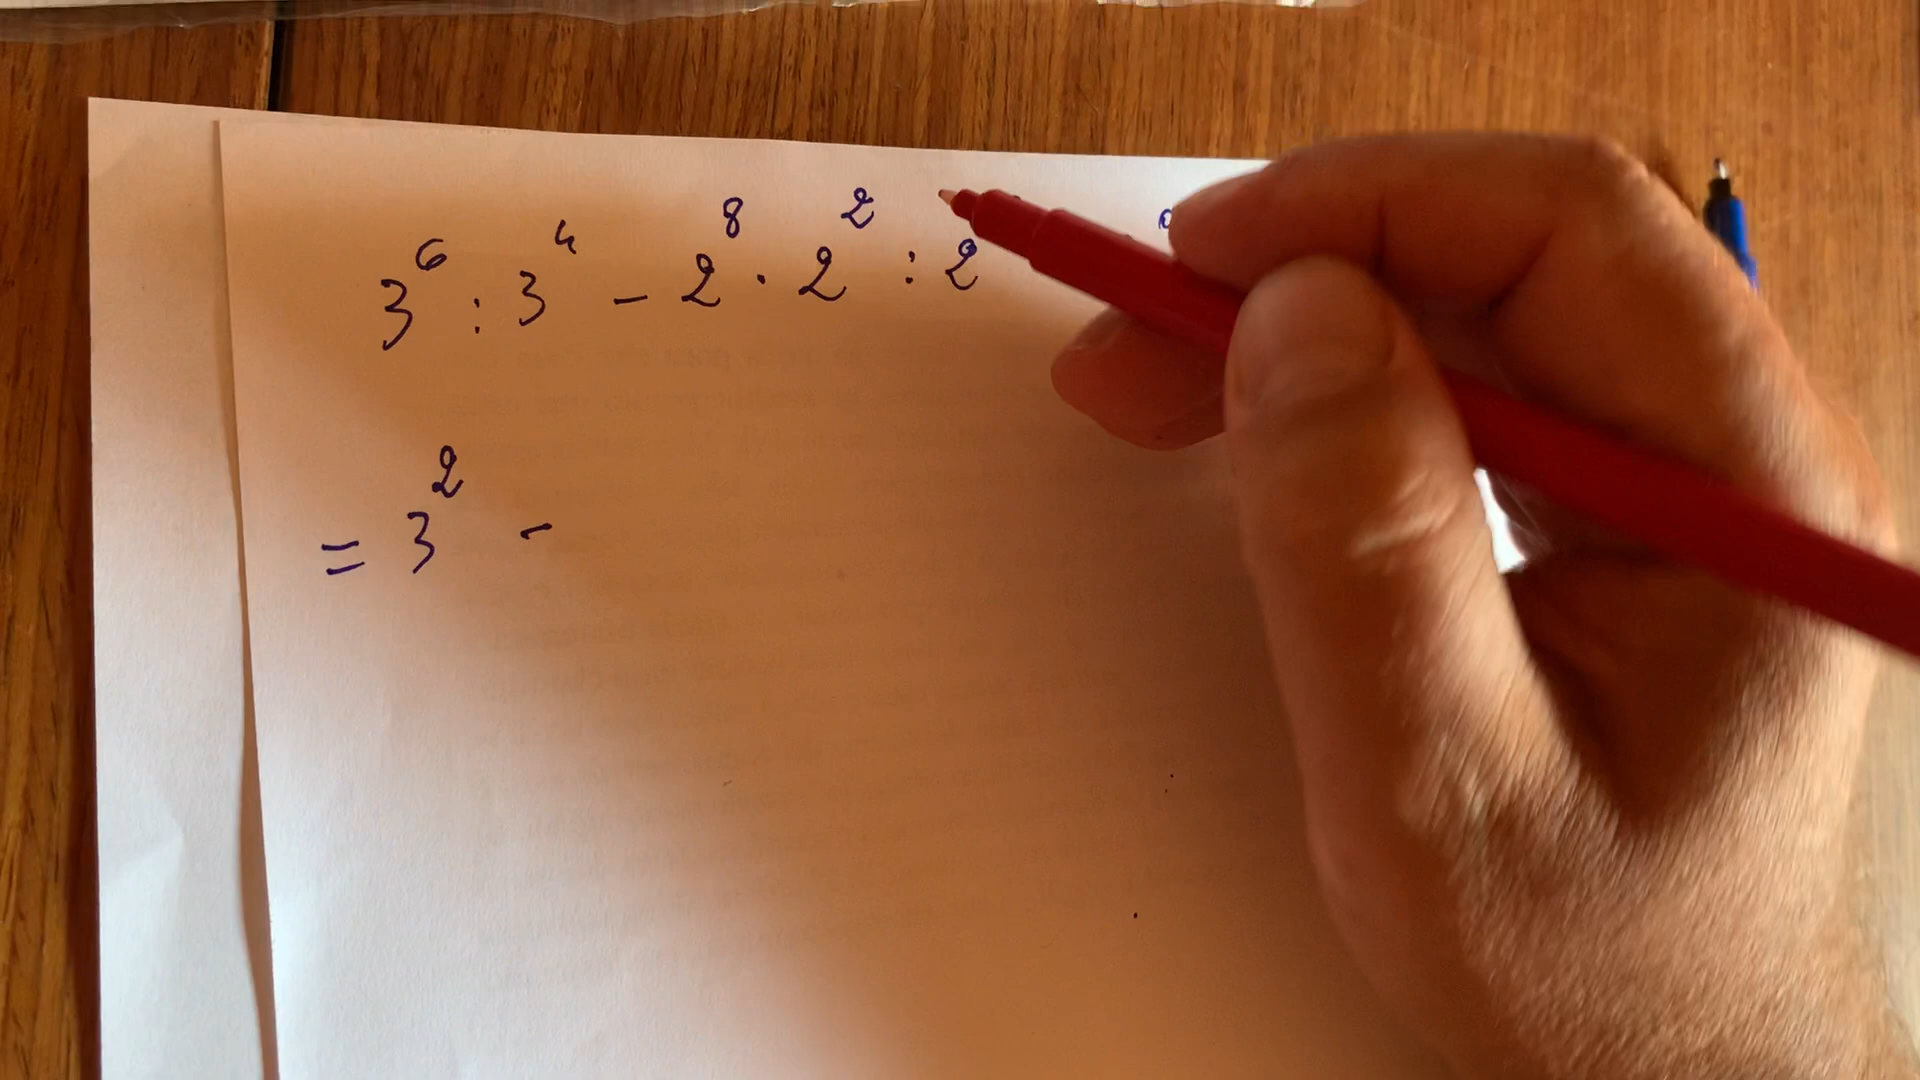 3⁶ : 3⁴ - 2⁸ · 2² : 2
= 3² -